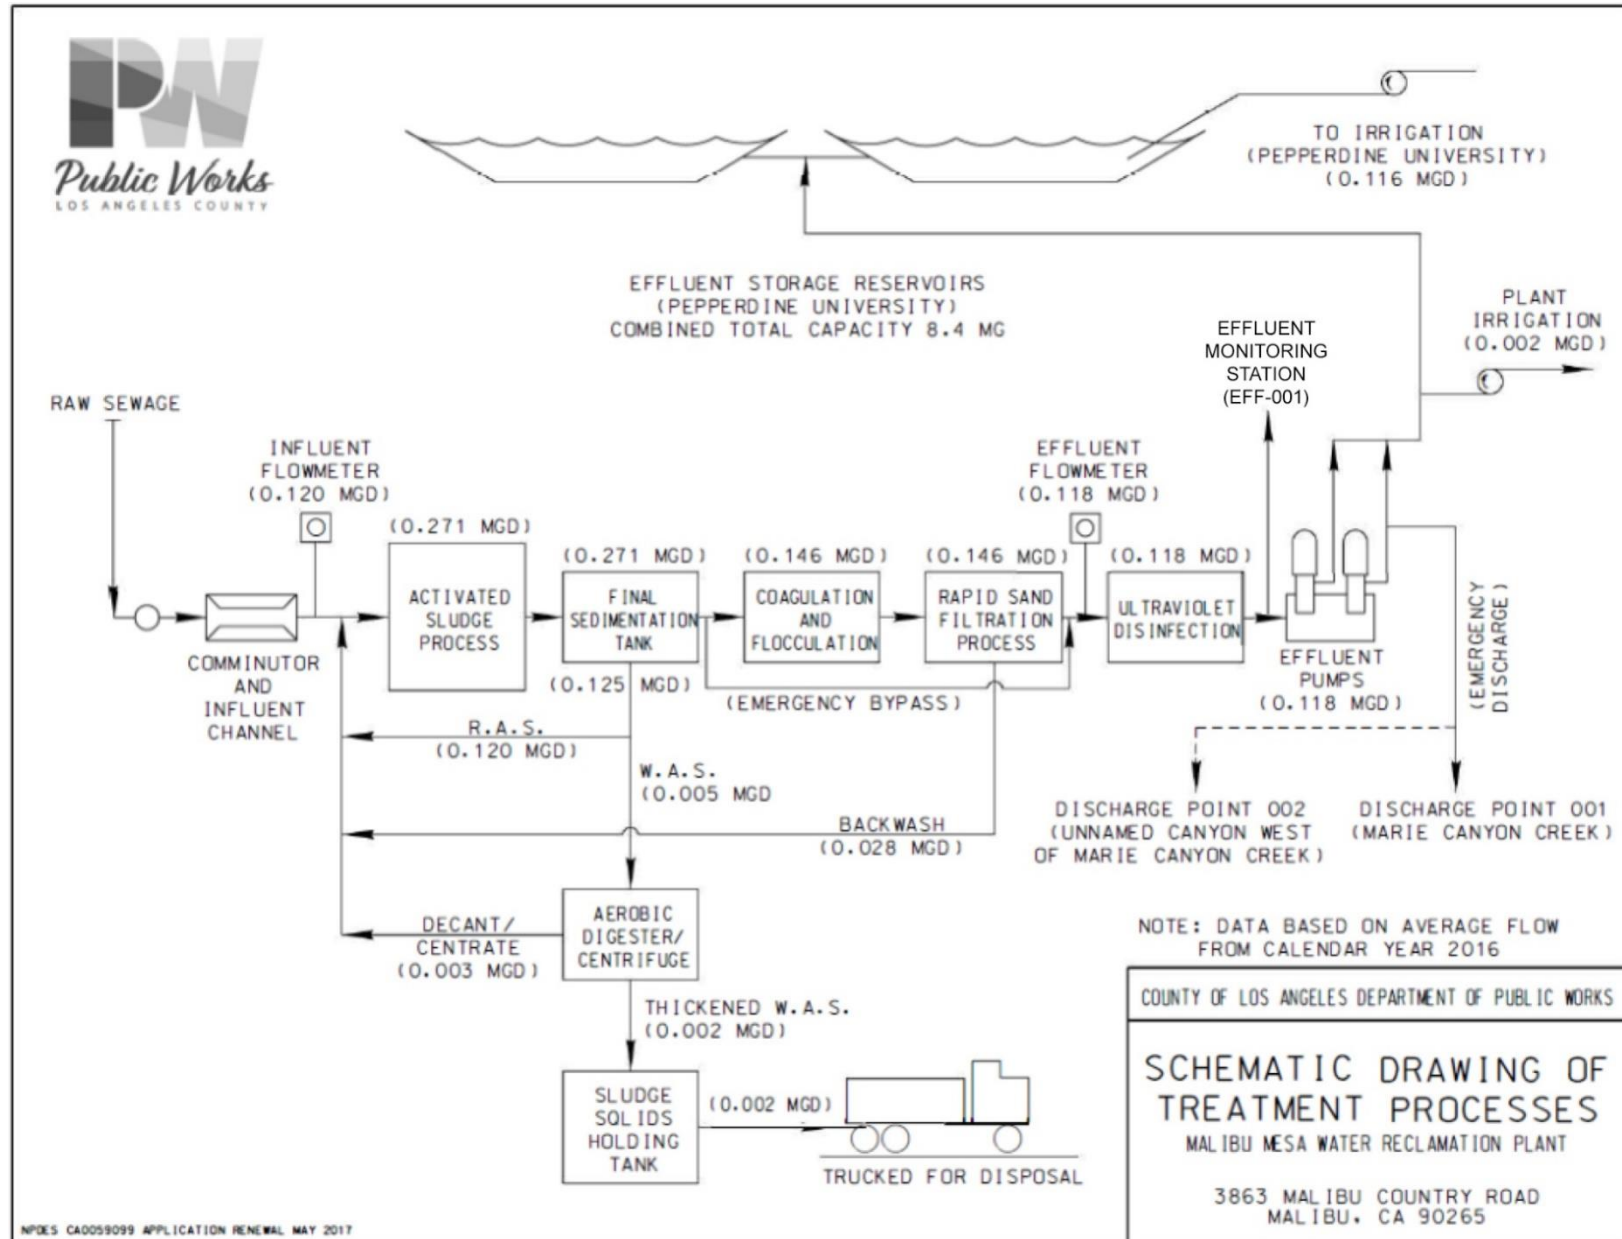 PW
Public Works
LOS ANGELES COUNTY
TO IRRIGATION
(PEPPERDINE UNIVERSITY)
(0.116 MGD)
EFFLUENT STORAGE RESERVOIRS
(PEPPERDINE UNIVERSITY)
COMBINED TOTAL CAPACITY 8.4 MG
PLANT
IRRIGATION
(0.002 MGD)
EFFLUENT
MONITORING
STATION
(EFF-001)
RAW SEWAGE
INFLUENT
FLOWMETER
(0.120 MGD)
EFFLUENT
FLOWMETER
(0.118 MGD)
(0.271 MGD)
ACTIVATED
SLUDGE
PROCESS
(0.271 MGD)
FINAL
SEDIMENTATION
TANK
(0.125 MGD)
(0.146 MGD)
COAGULATION
AND
FLOCCULATION
(0.146 MGD)
RAPID SAND
FILTRATION
PROCESS
(0.118 MGD)
ULTRAVIOLET
DISINFECTION
EFFLUENT
PUMPS
(0.118 MGD)
(EMERGENCY
DISCHARGE)
COMMINUTOR
AND
INFLUENT
CHANNEL
(EMERGENCY BYPASS)
R.A.S.
(0.120 MGD)
W.A.S.
(0.005 MGD
BACKWASH
(0.028 MGD)
DISCHARGE POINT 002
(UNNAMED CANYON WEST
OF MARIE CANYON CREEK)
DISCHARGE POINT 001
(MARIE CANYON CREEK)
AEROBIC
DIGESTER/
CENTRIFUGE
DECANT/
CENTRATE
(0.003 MGD)
THICKENED W.A.S.
(0.002 MGD)
SLUDGE
SOLIDS
HOLDING
TANK
(0.002 MGD)
TRUCKED FOR DISPOSAL
NOTE: DATA BASED ON AVERAGE FLOW
FROM CALENDAR YEAR 2016
COUNTY OF LOS ANGELES DEPARTMENT OF PUBLIC WORKS
SCHEMATIC DRAWING OF
TREATMENT PROCESSES
MALIBU MESA WATER RECLAMATION PLANT
3863 MALIBU COUNTRY ROAD
MALIBU, CA 90265
NPDES CA0059099 APPLICATION RENEWAL MAY 2017